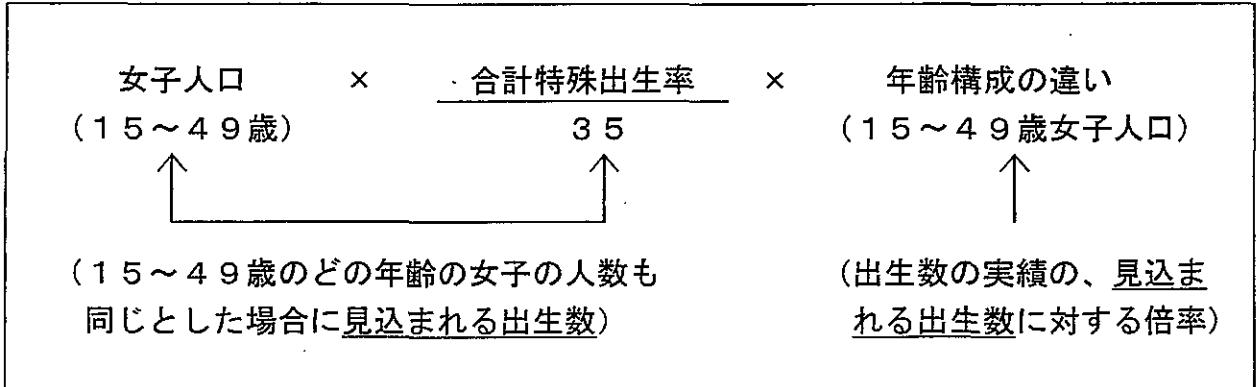 女子人口　×　合計特殊出生率　×　年齢構成の違い
（１５～４９歳）　３５　（１５～４９歳女子人口）
（１５～４９歳のどの年齢の女子の人数も　（出生数の実績の、見込ま
同じとした場合に見込まれる出生数）　れる出生数に対する倍率）